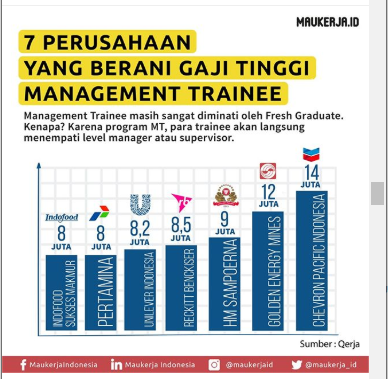 MAUKERJA.ID
7 PERUSAHAAN
YANG BERANI GAJI TINGGI
MANAGEMENT TRAINEE
Management Trainee masih sangat diminati oleh Fresh Graduate.
Kenapa? Karena program MT, para trainee akan langsung
menempati level manager atau supervisor.
Indofood
8
JUTA
INDOFOOD
SUKSES MAKMUR
8
JUTA
PERTAMINA
8,2
JUTA
UNILEVER INDONESIA
8,5
JUTA
RECKITT BENCKISER
9
JUTA
HM SAMPOERNA
12
JUTA
GOLDEN ENERGY MINES
14
JUTA
CHEVRON PACIFIC INDONESIA
Sumber : Qerja
MaukerjaIndonesia
Maukerja Indonesia
@maukerjaid
@maukerja_id